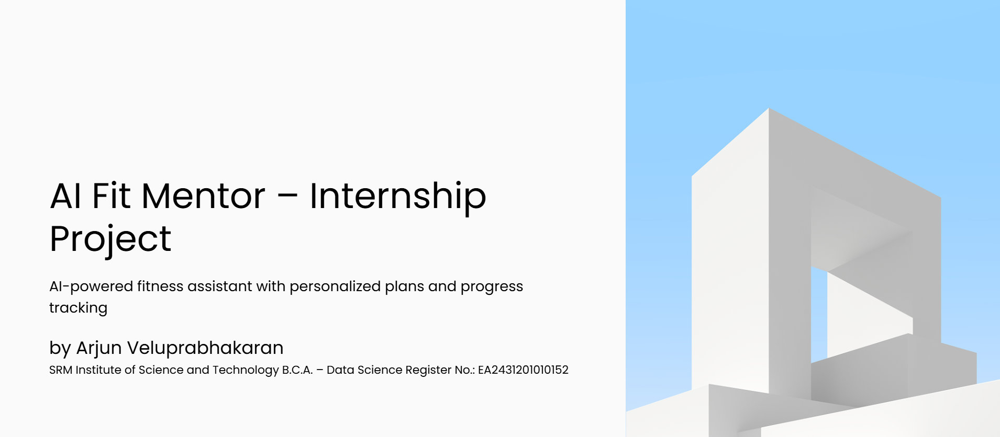 AI Fit Mentor – Internship
Project
AI-powered fitness assistant with personalized plans and progress
tracking
by Arjun Veluprabhakaran
SRM Institute of Science and Technology B.C.A. – Data Science Register No.: EA2431201010152